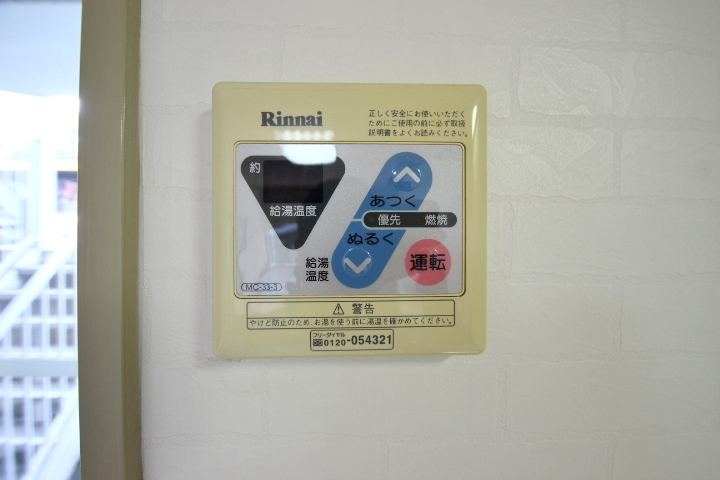 Rinnai
正しく安全にお使いいただく
ためにご使用の前に必ず取扱
説明書をよくお読みください。
約
給湯温度
あつく
優先 燃焼
ぬるく
給湯
温度
運転
MC-33-3
⚠ 警告
やけど防止のため、お湯を使う前に湯温を確かめてください。
フリーダイヤル
0120-054321